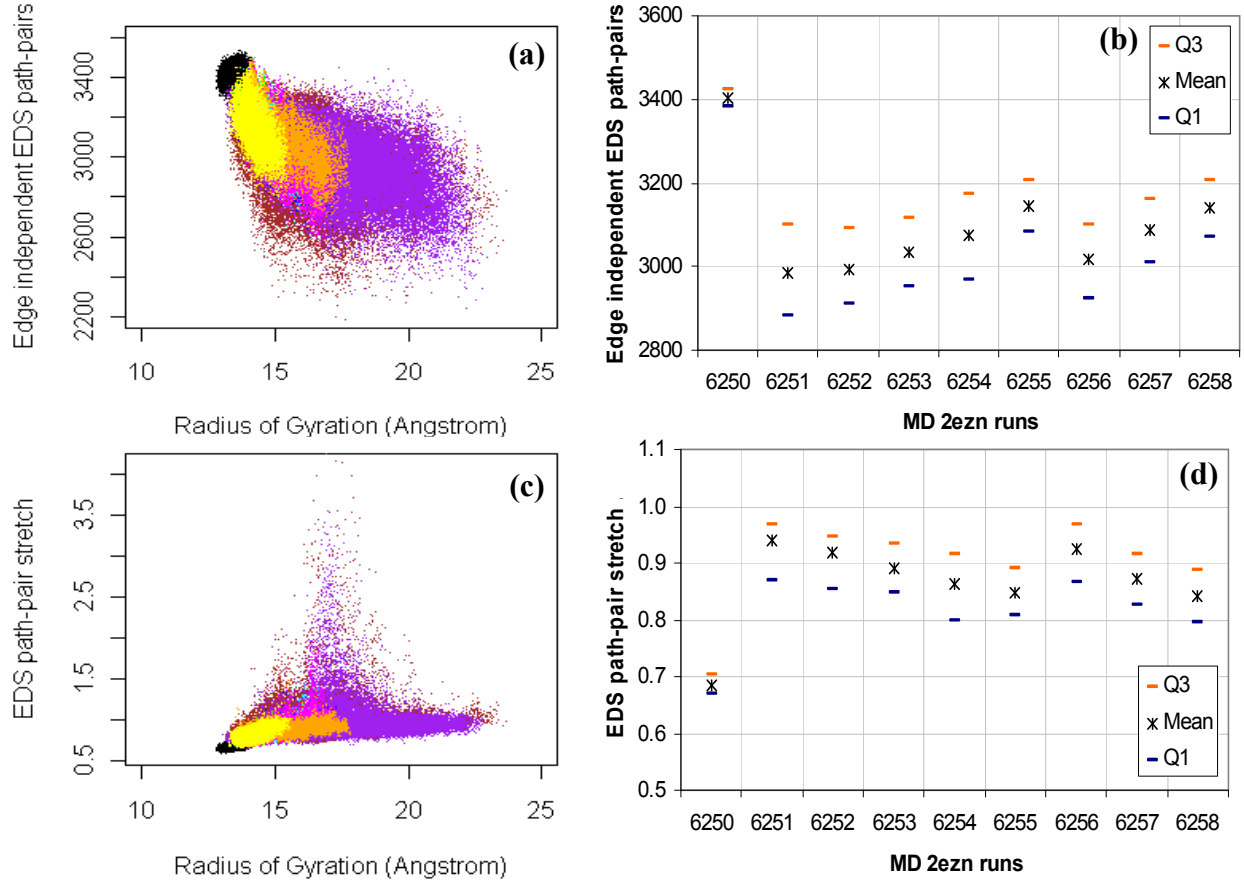 (a)
Edge independent EDS path-pairs
3400
3000
2600
2200
10
15
20
25
Radius of Gyration (Angstrom)
(b)
Edge independent EDS path-pairs
3600
3400
3200
3000
2800
Q3
Mean
Q1
6250 6251 6252 6253 6254 6255 6256 6257 6258
MD 2ezn runs
(c)
EDS path-pair stretch
3.5
2.5
1.5
0.5
10
15
20
25
Radius of Gyration (Angstrom)
(d)
EDS path-pair stretch
1.1
1.0
0.9
0.8
0.7
0.6
0.5
Q3
Mean
Q1
6250 6251 6252 6253 6254 6255 6256 6257 6258
MD 2ezn runs